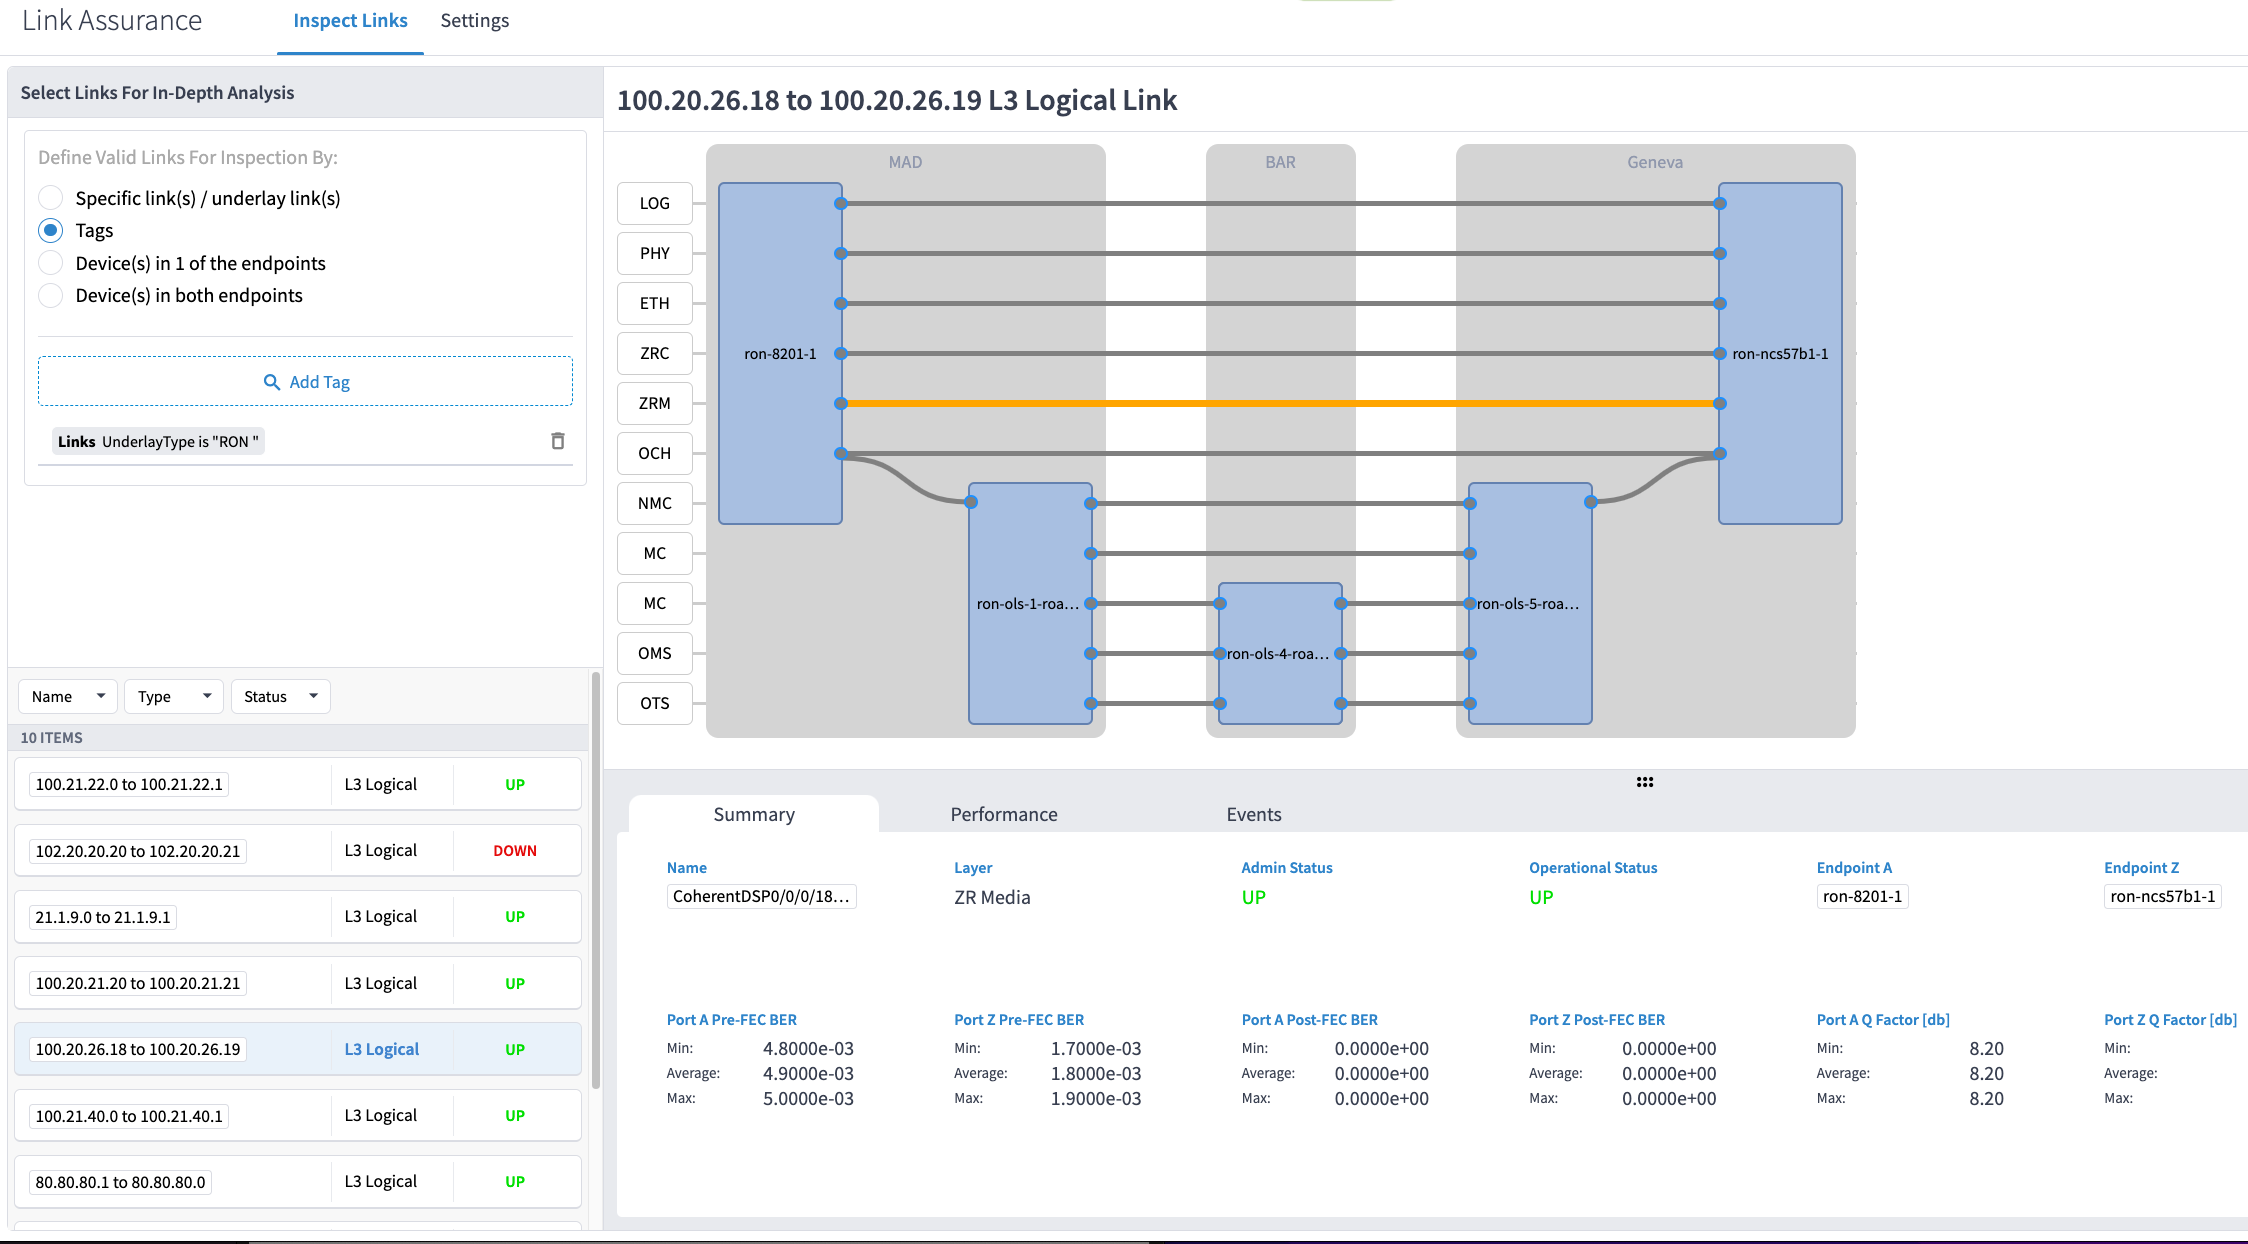 Link Assurance
Inspect Links
Settings
Select Links For In-Depth Analysis
Define Valid Links For Inspection By:
Specific link(s) / underlay link(s)
Tags
Device(s) in 1 of the endpoints
Device(s) in both endpoints
Add Tag
Links UnderlayType is "RON "
Name
Type
Status
10 ITEMS
100.21.22.0 to 100.21.22.1 L3 Logical UP
102.20.20.20 to 102.20.20.21 L3 Logical DOWN
21.1.9.0 to 21.1.9.1 L3 Logical UP
100.20.21.20 to 100.20.21.21 L3 Logical UP
100.20.26.18 to 100.20.26.19 L3 Logical UP
100.21.40.0 to 100.21.40.1 L3 Logical UP
80.80.80.1 to 80.80.80.0 L3 Logical UP
100.20.26.18 to 100.20.26.19 L3 Logical Link
MAD
BAR
Geneva
LOG
PHY
ETH
ZRC
ZRM
OCH
NMC
MC
MC
OMS
OTS
ron-8201-1
ron-ncs57b1-1
ron-ols-1-roa...
ron-ols-4-roa...
ron-ols-5-roa...
Summary
Performance
Events
Name Layer Admin Status Operational Status Endpoint A Endpoint Z
CoherentDSP0/0/0/18... ZR Media UP UP ron-8201-1 ron-ncs57b1-1
Port A Pre-FEC BER Port Z Pre-FEC BER Port A Post-FEC BER Port Z Post-FEC BER Port A Q Factor [db] Port Z Q Factor [db]
Min: 4.8000e-03 Min: 1.7000e-03 Min: 0.0000e+00 Min: 0.0000e+00 Min: 8.20 Min:
Average: 4.9000e-03 Average: 1.8000e-03 Average: 0.0000e+00 Average: 0.0000e+00 Average: 8.20 Average:
Max: 5.0000e-03 Max: 1.9000e-03 Max: 0.0000e+00 Max: 0.0000e+00 Max: 8.20 Max: